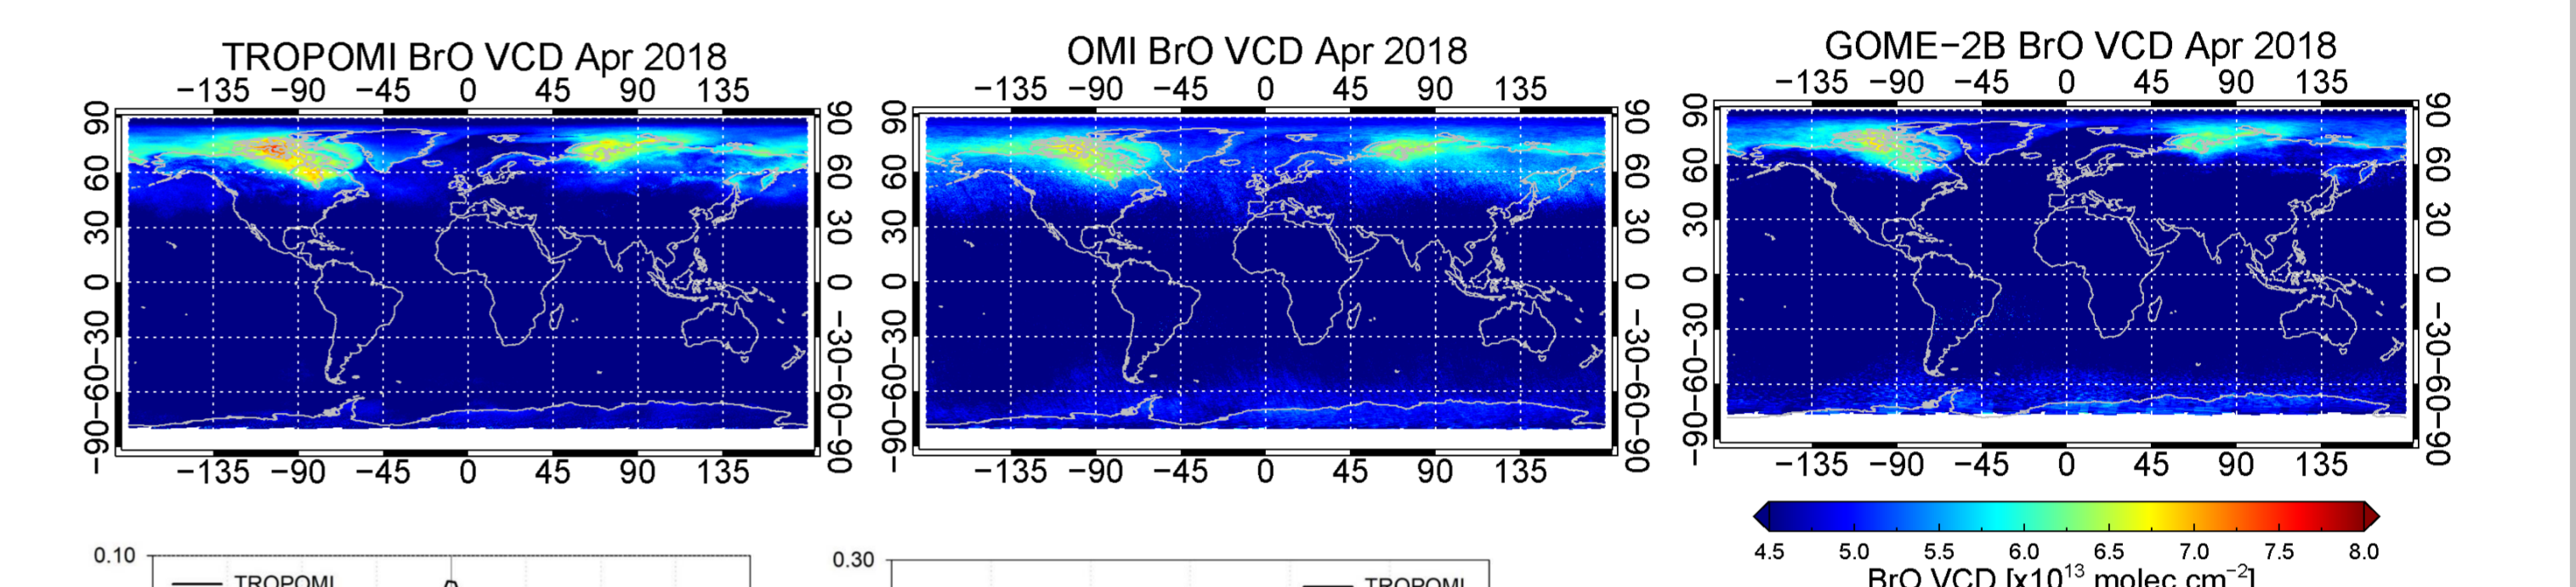 TROPOMI BrO VCD Apr 2018
−135 −90 −45 0 45 90 135
90 60 30 0 −30 −60 −90
90 60 30 0 −30 −60 −90
−135 −90 −45 0 45 90 135
OMI BrO VCD Apr 2018
−135 −90 −45 0 45 90 135
90 60 30 0 −30 −60 −90
90 60 30 0 −30 −60 −90
−135 −90 −45 0 45 90 135
GOME−2B BrO VCD Apr 2018
−135 −90 −45 0 45 90 135
90 60 30 0 −30 −60 −90
90 60 30 0 −30 −60 −90
−135 −90 −45 0 45 90 135
4.5 5.0 5.5 6.0 6.5 7.0 7.5 8.0
BrO VCD [x10¹³ molec cm⁻²]
0.10
TROPOMI
0.30
TROPOMI